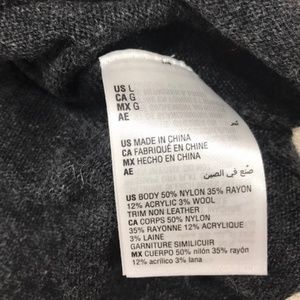 US L
CA G
MX G
AE
US MADE IN CHINA
CA FABRIQUÉ EN CHINE
MX HECHO EN CHINA
AE صنع في الصين
US BODY 50% NYLON 35% RAYON
12% ACRYLIC 3% WOOL
TRIM NON LEATHER
CA CORPS 50% NYLON
35% RAYONNE 12% ACRYLIQUE
3% LAINE
GARNITURE SIMILICUIR
MX CUERPO 50% nilón 35% rayón
12% acrílico 3% lana